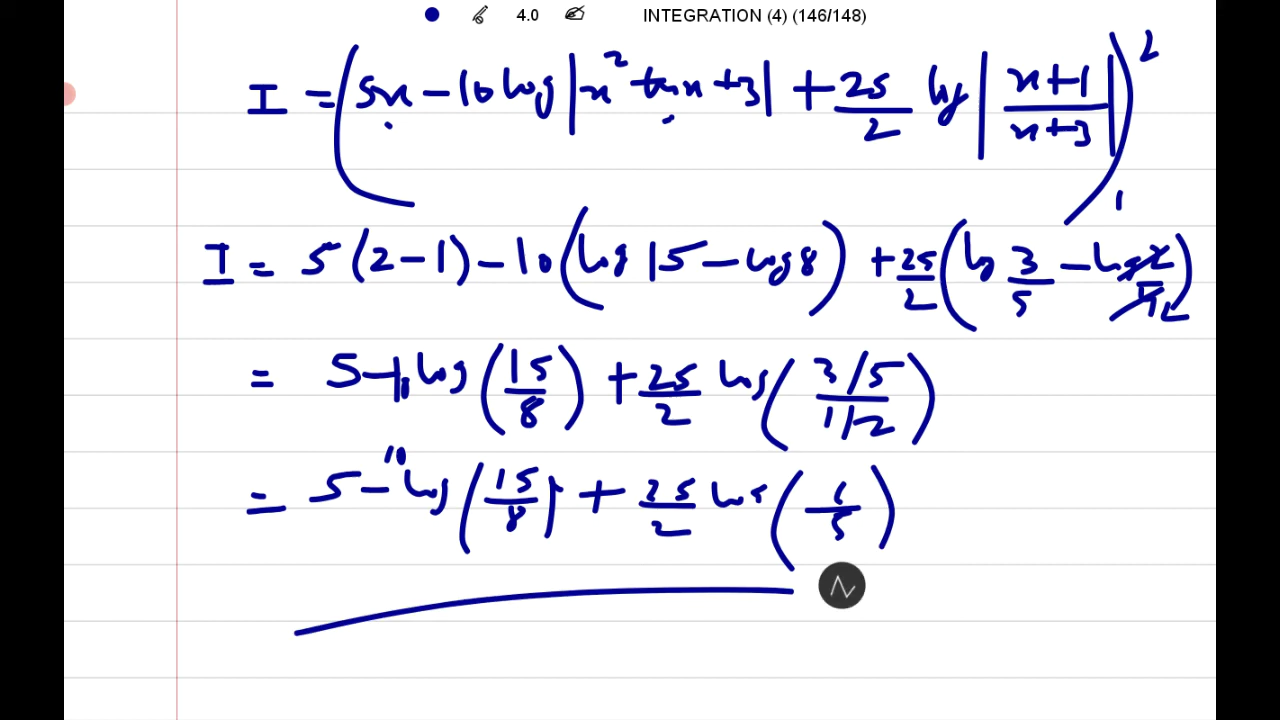 4.0 INTEGRATION (4) (146/148)
I = (5x - 10 log |x² + 4x + 3| + 25/2 log |x+1/x+3|)²₁
I = 5(2-1) - 10(log 15 - log 8) + 25/2 (log 3/5 - log 1/2)
= 5 - 10 log (15/8) + 25/2 log (3/5 / 1/2)
= 5 - 10 log (15/8) + 25/2 log (6/5)